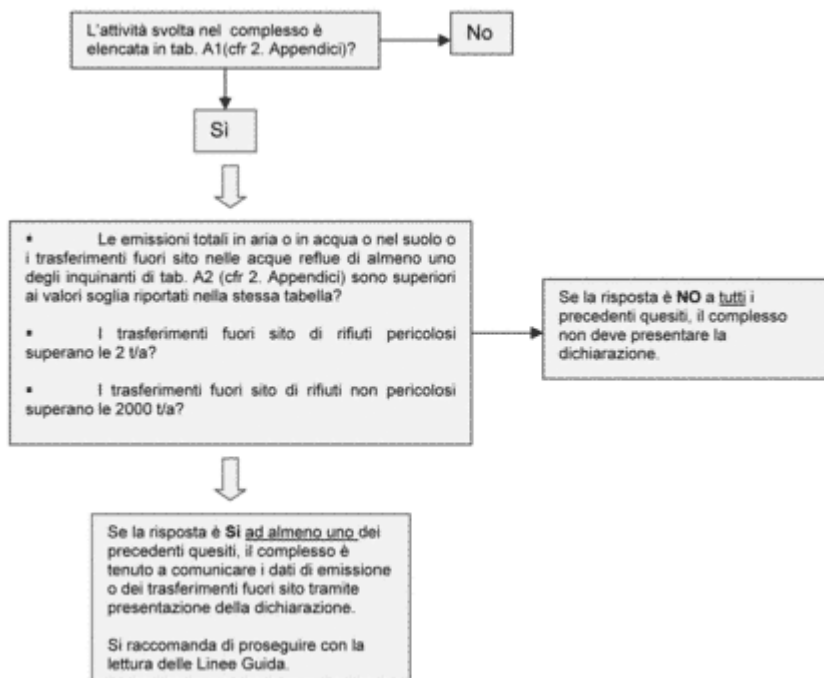 L'attività svolta nel complesso è
elencata in tab. A1(cfr 2. Appendici)?
No
Sì
▪ Le emissioni totali in aria o in acqua o nel suolo o
i trasferimenti fuori sito nelle acque reflue di almeno uno
degli inquinanti di tab. A2 (cfr 2. Appendici) sono superiori
ai valori soglia riportati nella stessa tabella?
▪ I trasferimenti fuori sito di rifiuti pericolosi
superano le 2 t/a?
▪ I trasferimenti fuori sito di rifiuti non pericolosi
superano le 2000 t/a?
Se la risposta è NO a tutti i
precedenti quesiti, il complesso
non deve presentare la
dichiarazione.
Se la risposta è Sì ad almeno uno dei
precedenti quesiti, il complesso è
tenuto a comunicare i dati di emissione
o dei trasferimenti fuori sito tramite
presentazione della dichiarazione.
Si raccomanda di proseguire con la
lettura delle Linee Guida.